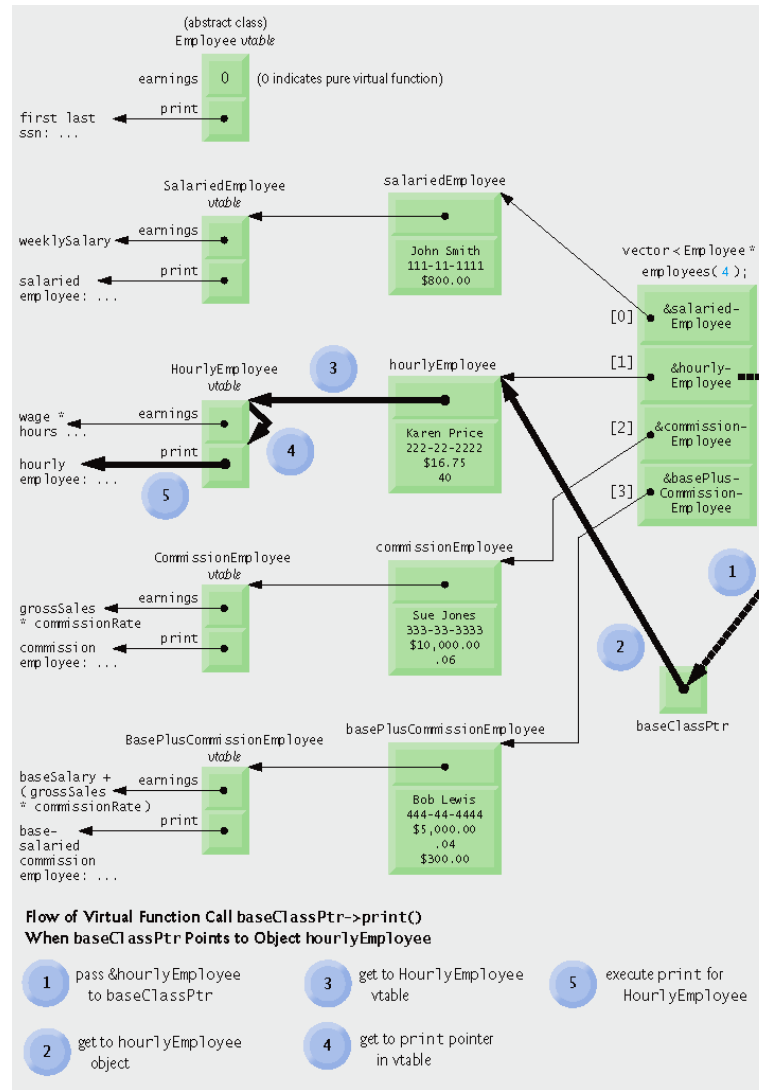 (abstract class)
Employee vtable
earnings
0
(0 indicates pure virtual function)
print
first last
ssn: ...
SalariedEmployee
vtable
earnings
weeklySalary
print
salaried
employee: ...
salariedEmployee
John Smith
111-11-1111
$800.00
vector<Employee *
employees(4);
[0]
&salaried-
Employee
[1]
&hourly-
Employee
[2]
&commission-
Employee
[3]
&basePlus-
Commission-
Employee
HourlyEmployee
vtable
3
hourlyEmployee
earnings
wage *
hours ...
print
4
hourly
employee: ...
5
Karen Price
222-22-2222
$16.75
40
CommissionEmployee
vtable
earnings
grossSales
* commissionRate
print
commission
employee: ...
commissionEmployee
Sue Jones
333-33-3333
$10,000.00
.06
1
2
baseClassPtr
BasePlusCommissionEmployee
vtable
earnings
baseSalary +
(grossSales
* commissionRate)
print
base-
salaried
commission
employee: ...
basePlusCommissionEmployee
Bob Lewis
444-44-4444
$5,000.00
.04
$300.00
Flow of Virtual Function Call baseClassPtr->print()
When baseClassPtr Points to Object hourlyEmployee
1
pass &hourlyEmployee
to baseClassPtr
2
get to hourlyEmployee
object
3
get to HourlyEmployee
vtable
4
get to print pointer
in vtable
5
execute print for
HourlyEmployee